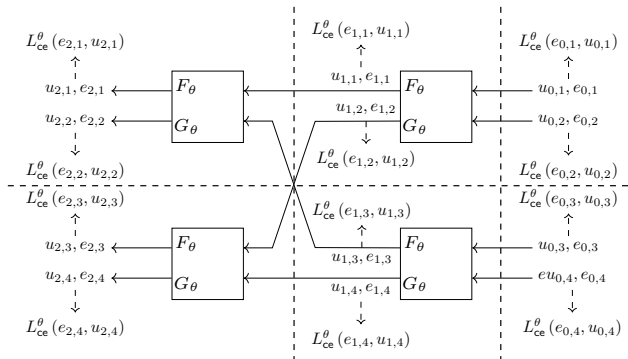 L^θ_ce (e_{2,1}, u_{2,1})
L^θ_ce (e_{1,1}, u_{1,1})
L^θ_ce (e_{0,1}, u_{0,1})
u_{2,1}, e_{2,1}
F_θ
u_{1,1}, e_{1,1}
F_θ
u_{0,1}, e_{0,1}
u_{2,2}, e_{2,2}
G_θ
u_{1,2}, e_{1,2}
G_θ
u_{0,2}, e_{0,2}
L^θ_ce (e_{2,2}, u_{2,2})
L^θ_ce (e_{1,2}, u_{1,2})
L^θ_ce (e_{0,2}, u_{0,2})
L^θ_ce (e_{2,3}, u_{2,3})
L^θ_ce (e_{1,3}, u_{1,3})
L^θ_ce (e_{0,3}, u_{0,3})
u_{2,3}, e_{2,3}
F_θ
u_{1,3}, e_{1,3}
F_θ
u_{0,3}, e_{0,3}
u_{2,4}, e_{2,4}
G_θ
u_{1,4}, e_{1,4}
G_θ
eu_{0,4}, e_{0,4}
L^θ_ce (e_{2,4}, u_{2,4})
L^θ_ce (e_{1,4}, u_{1,4})
L^θ_ce (e_{0,4}, u_{0,4})